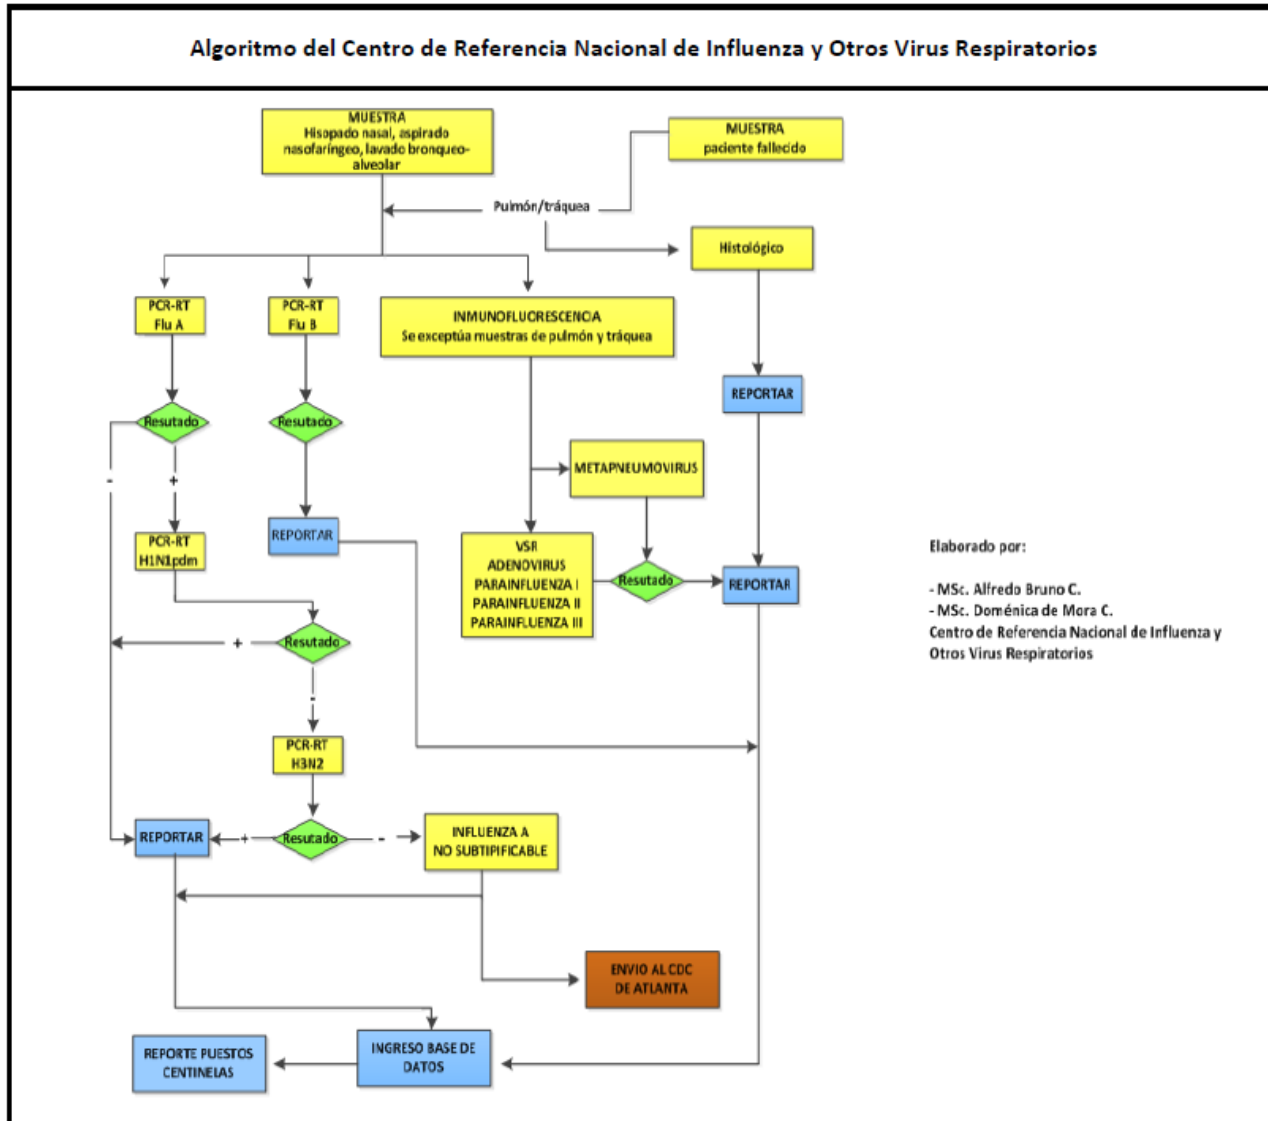 Algoritmo del Centro de Referencia Nacional de Influenza y Otros Virus Respiratorios
MUESTRA
Hisopado nasal, aspirado
nasofaríngeo, lavado bronqueo-
alveolar
MUESTRA
paciente fallecido
Pulmón/tráquea
Histológico
PCR-RT
Flu A
PCR-RT
Flu B
INMUNOFLUORESCENCIA
Se exceptúa muestras de pulmón y tráquea
REPORTAR
Resutado
Resutado
-
+
METAPNEUMOVIRUS
REPORTAR
PCR-RT
H1N1pdm
VSR
ADENOVIRUS
PARAINFLUENZA I
PARAINFLUENZA II
PARAINFLUENZA III
Resutado
REPORTAR
Elaborado por:
- MSc. Alfredo Bruno C.
- MSc. Doménica de Mora C.
Centro de Referencia Nacional de Influenza y
Otros Virus Respiratorios
+
Resutado
-
PCR-RT
H3N2
REPORTAR
+
Resutado
-
INFLUENZA A
NO SUBTIPIFICABLE
ENVIO AL CDC
DE ATLANTA
REPORTE PUESTOS
CENTINELAS
INGRESO BASE DE
DATOS